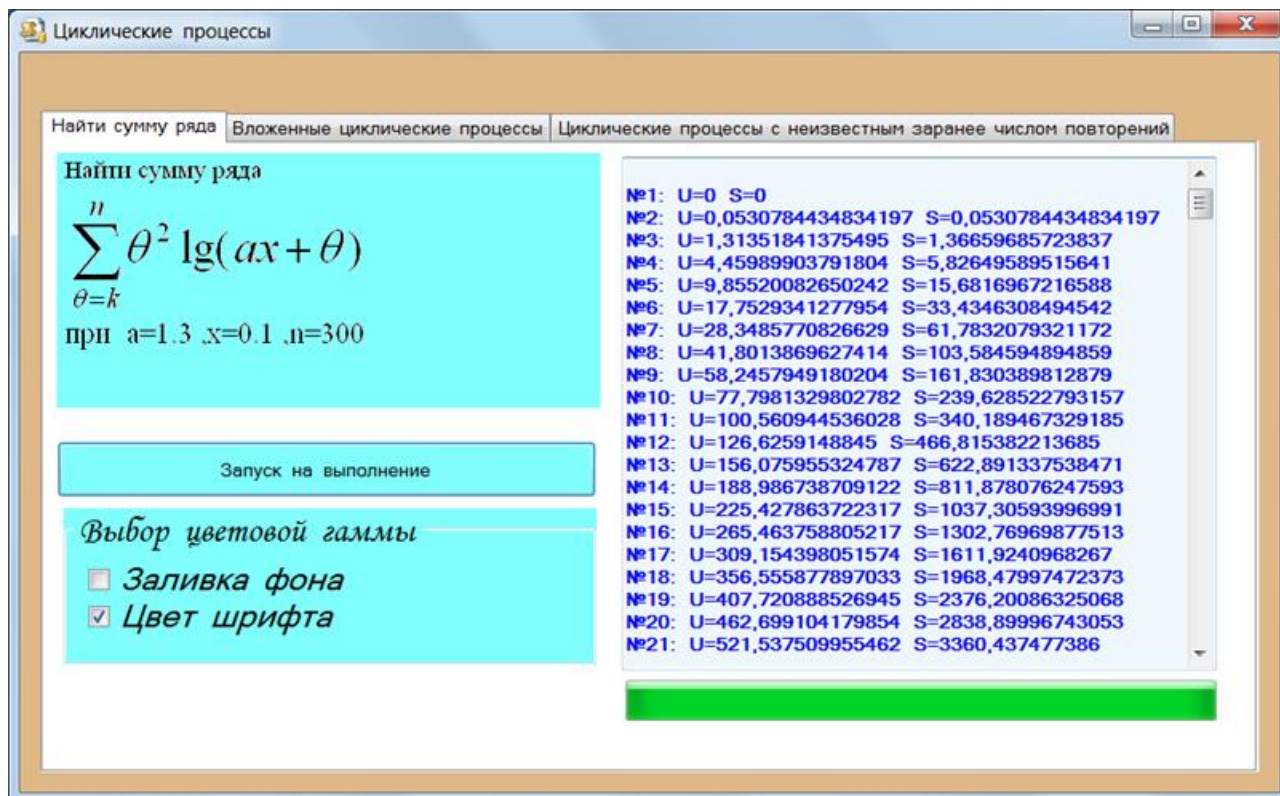 Циклические процессы
Найти сумму ряда
Вложенные циклические процессы
Циклические процессы с неизвестным заранее числом повторений
Найти сумму ряда
n
∑ θ² lg(ax + θ)
θ=k
при a=1.3 ,x=0.1 ,n=300
Запуск на выполнение
Выбор цветовой гаммы
Заливка фона
Цвет шрифта
№1: U=0 S=0
№2: U=0,0530784434834197 S=0,0530784434834197
№3: U=1,31351841375495 S=1,36659685723837
№4: U=4,45989903791804 S=5,82649589515641
№5: U=9,85520082650242 S=15,6816967216588
№6: U=17,75293412​77954 S=33,4346308494542
№7: U=28,3485770826629 S=61,7832079321172
№8: U=41,8013869627414 S=103,584594894859
№9: U=58,2457949180204 S=161,830389812879
№10: U=77,7981329802782 S=239,628522793157
№11: U=100,560944536028 S=340,189467329185
№12: U=126,6259148845 S=466,815382213685
№13: U=156,075955324787 S=622,891337538471
№14: U=188,986738709122 S=811,878076247593
№15: U=225,427863722317 S=1037,30593996991
№16: U=265,463758805217 S=1302,76969877513
№17: U=309,154398051574 S=1611,9240968267
№18: U=356,555877897033 S=1968,47997472373
№19: U=407,720888526945 S=2376,20086325068
№20: U=462,699104179854 S=2838,89996743053
№21: U=521,537509955462 S=3360,437477386